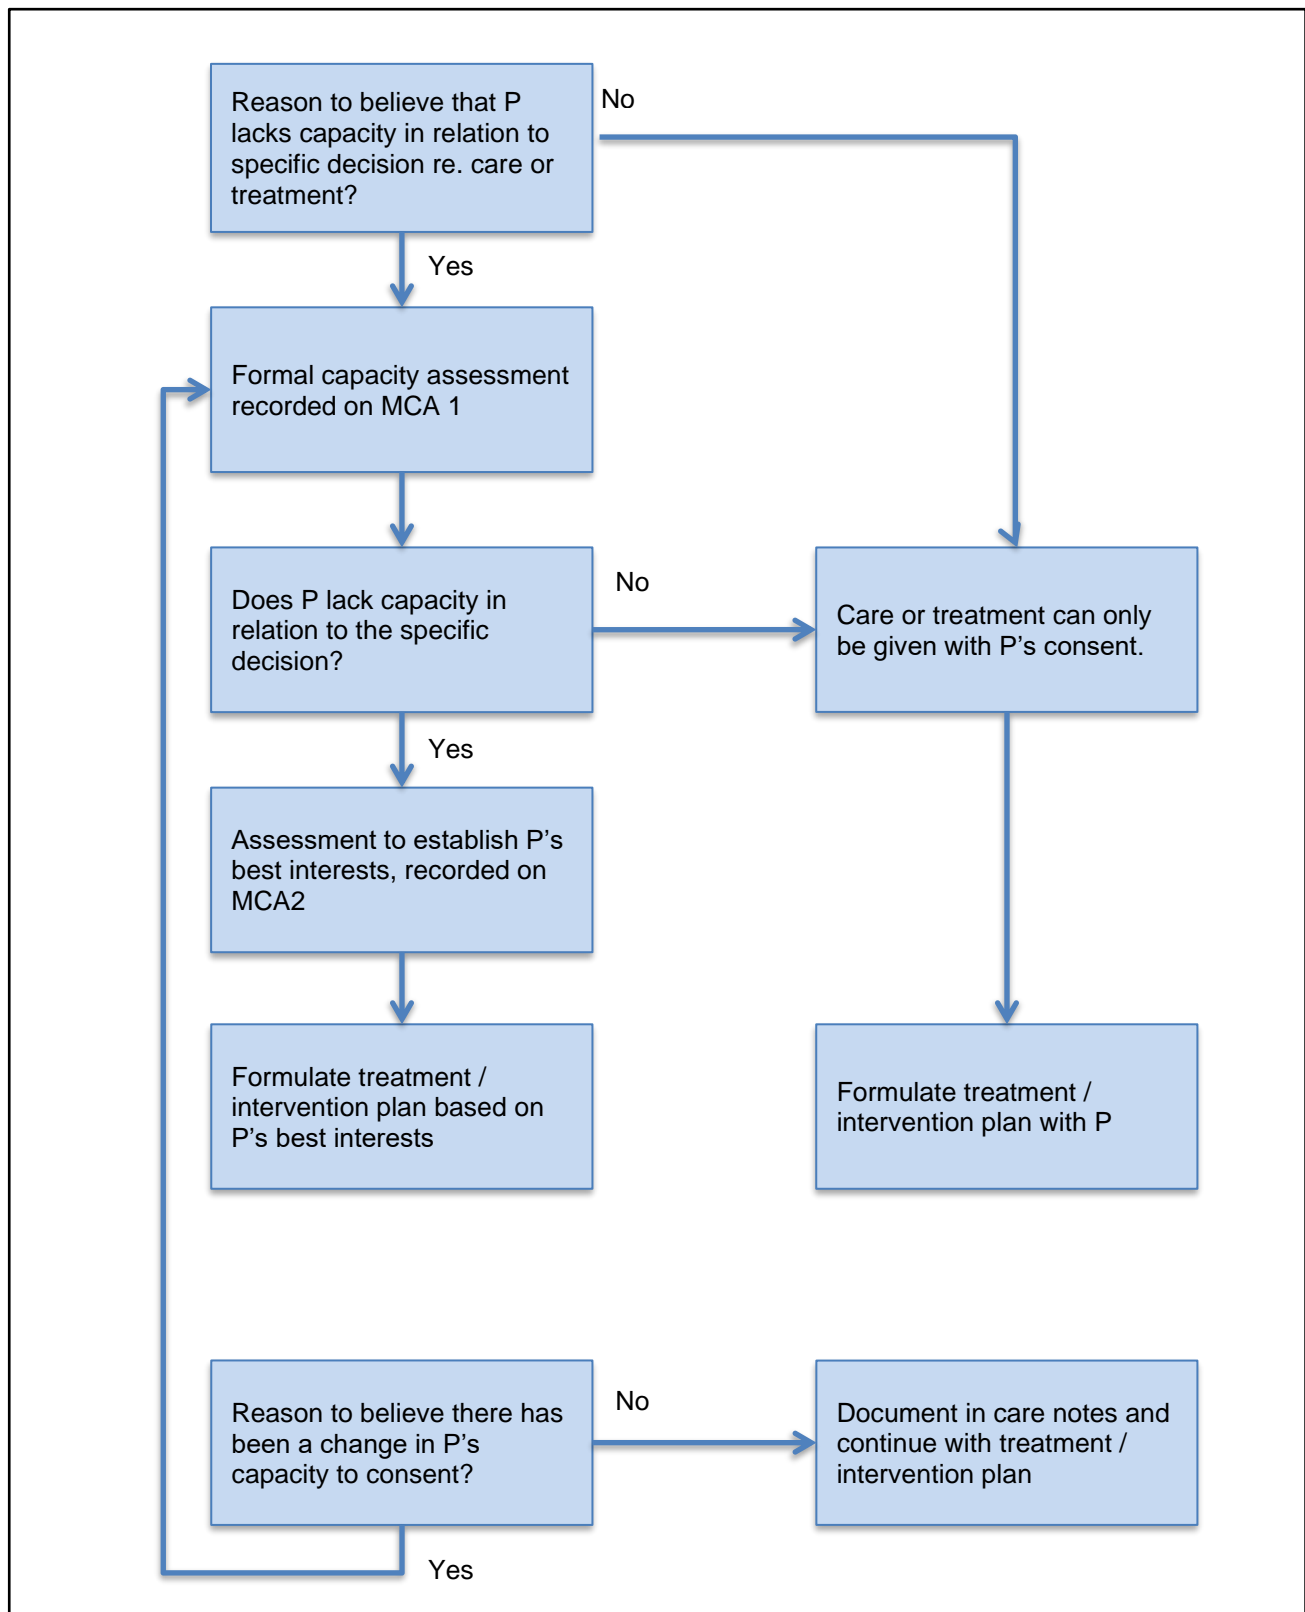 Reason to believe that P
lacks capacity in relation to
specific decision re. care or
treatment?
No
Yes
Formal capacity assessment
recorded on MCA 1
Does P lack capacity in
relation to the specific
decision?
No
Care or treatment can only
be given with P’s consent.
Yes
Assessment to establish P’s
best interests, recorded on
MCA2
Formulate treatment /
intervention plan based on
P’s best interests
Formulate treatment /
intervention plan with P
Reason to believe there has
been a change in P’s
capacity to consent?
No
Document in care notes and
continue with treatment /
intervention plan
Yes